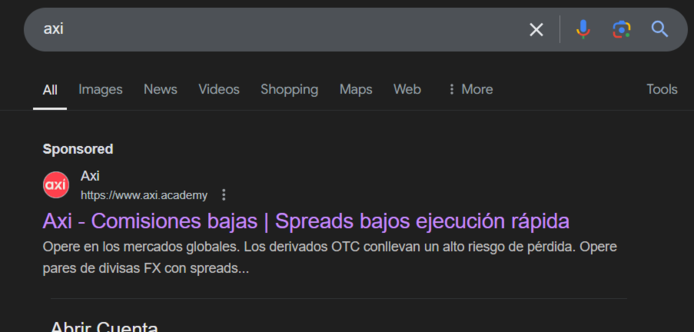 axi
All Images News Videos Shopping Maps Web More Tools
Sponsored
axi
Axi
https://www.axi.academy
Axi - Comisiones bajas | Spreads bajos ejecución rápida
Opere en los mercados globales. Los derivados OTC conllevan un alto riesgo de pérdida. Opere
pares de divisas FX con spreads...
Abrir Cuenta